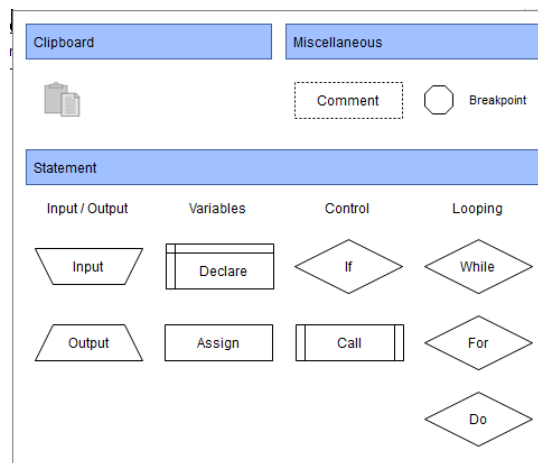 Clipboard
Miscellaneous
Comment
Breakpoint
Statement
Input / Output
Variables
Control
Looping
Input
Declare
If
While
Output
Assign
Call
For
Do